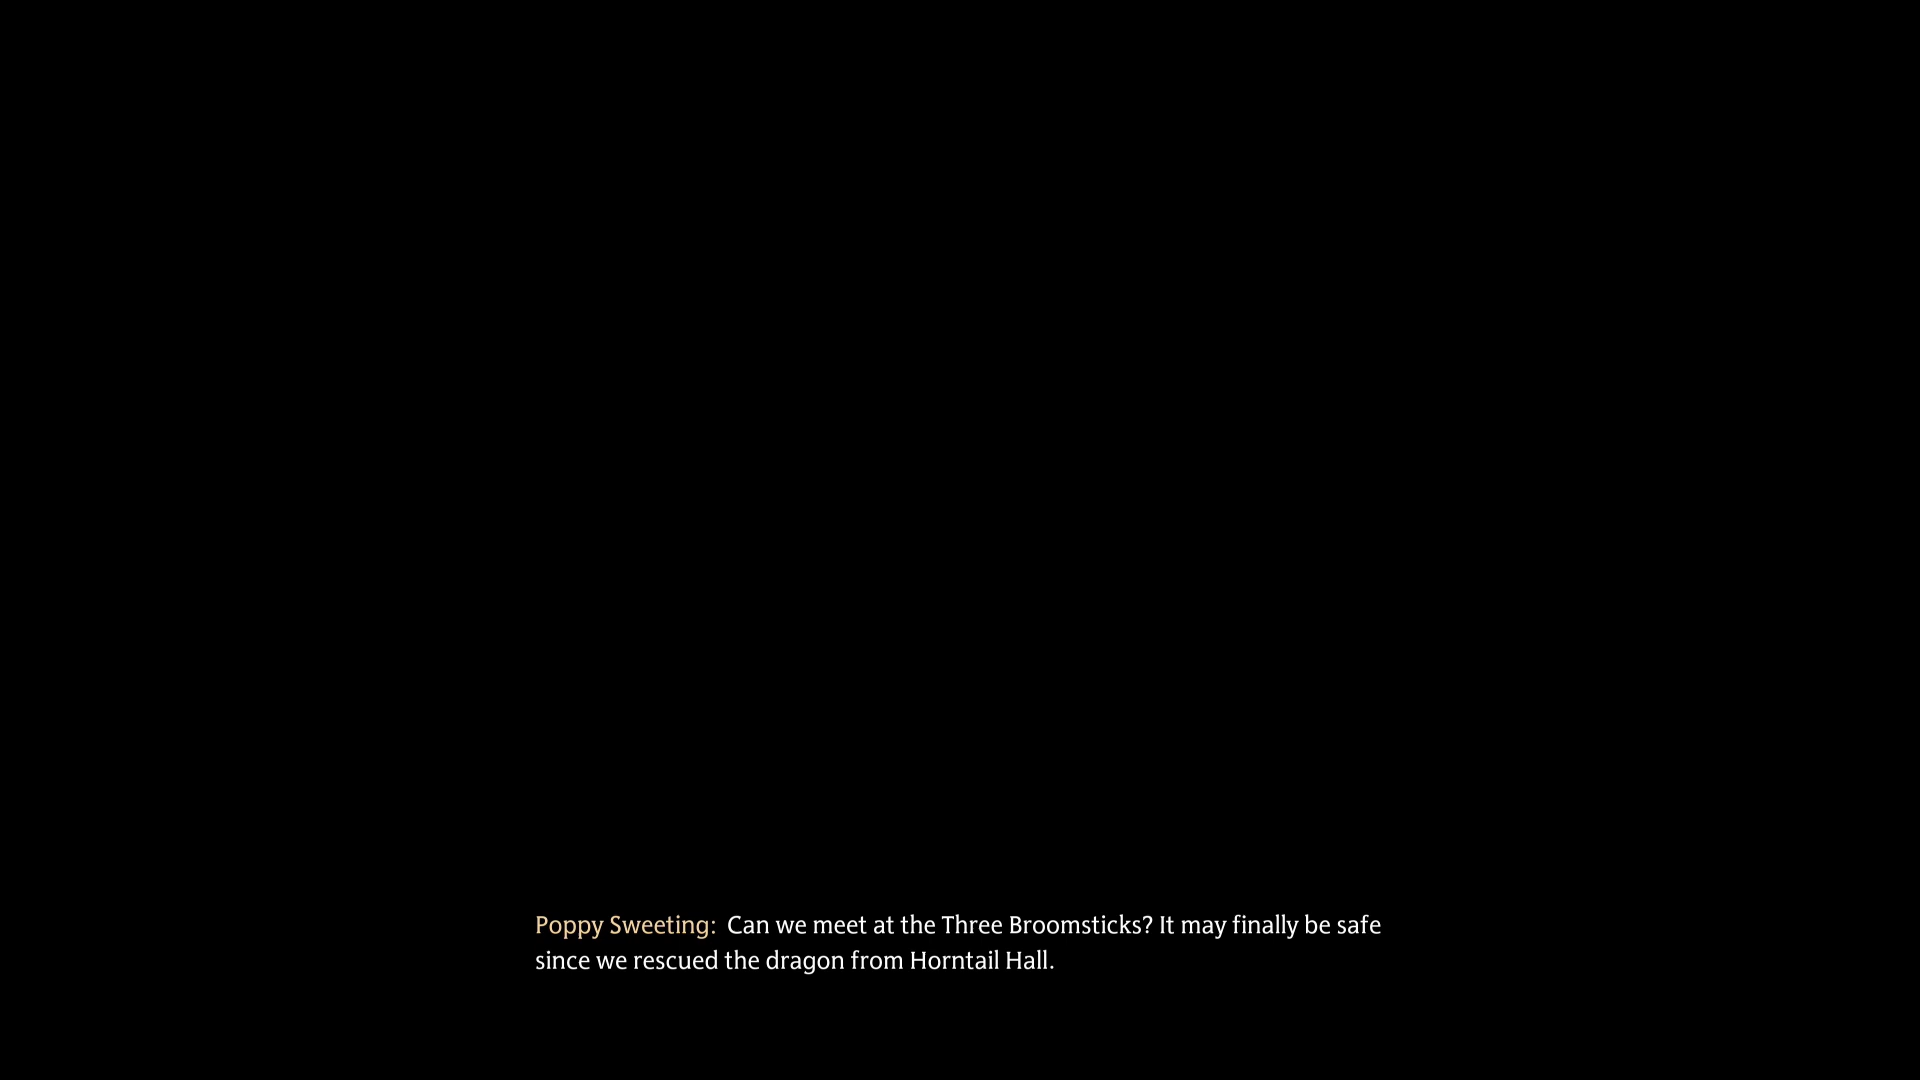 Poppy Sweeting: Can we meet at the Three Broomsticks? It may finally be safe
since we rescued the dragon from Horntail Hall.